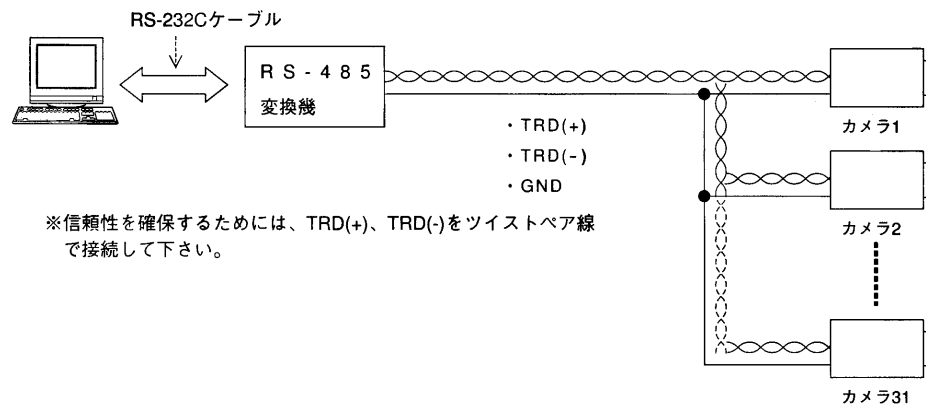 RS-232Cケーブル
RS-485
変換幾
カメラ1
・TRD(+)
・TRD(-)
・GND
カメラ2
※信頼性を確保するためには、TRD(+)、TRD(-)をツイストペア線
で接続して下さい。
カメラ31